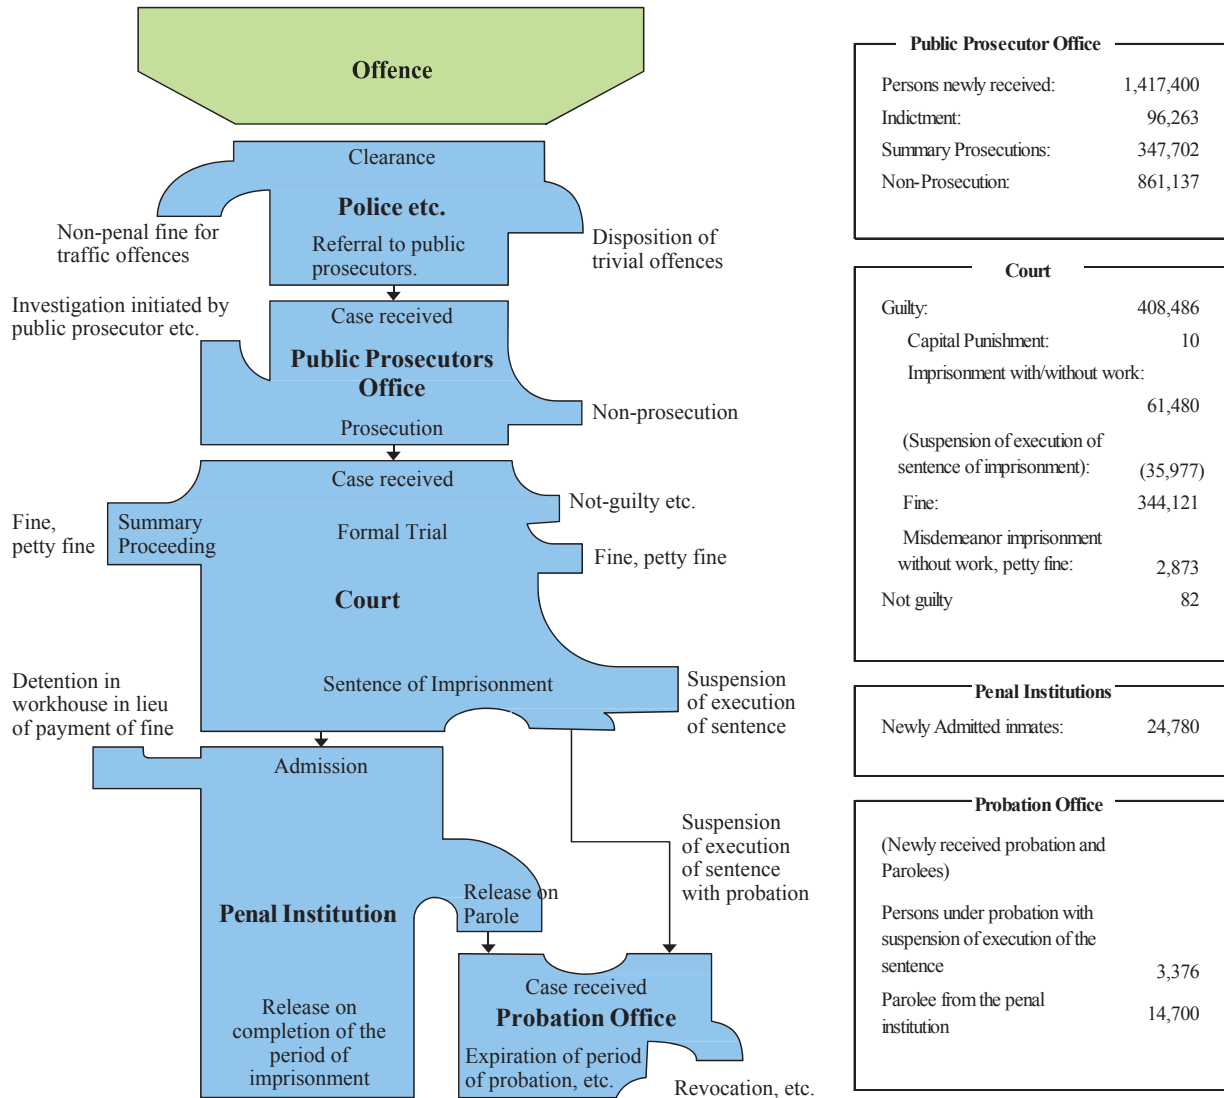 Offence
Clearance
Police etc.
Non-penal fine for
traffic offences
Referral to public
prosecutors.
Disposition of
trivial offences
Investigation initiated by
public prosecutor etc.
Case received
Public Prosecutors
Office
Non-prosecution
Prosecution
Case received
Not-guilty etc.
Fine,
petty fine
Summary
Proceeding
Formal Trial
Fine, petty fine
Court
Detention in
workhouse in lieu
of payment of fine
Sentence of Imprisonment
Suspension
of execution
of sentence
Admission
Suspension
of execution
of sentence
with probation
Release on
Parole
Penal Institution
Case received
Probation Office
Release on
completion of the
period of
imprisonment
Expiration of period
of probation, etc.
Revocation, etc.
Public Prosecutor Office
Persons newly received: 1,417,400
Indictment: 96,263
Summary Prosecutions: 347,702
Non-Prosecution: 861,137
Court
Guilty: 408,486
Capital Punishment: 10
Imprisonment with/without work:
61,480
(Suspension of execution of
sentence of imprisonment): (35,977)
Fine: 344,121
Misdemeanor imprisonment
without work, petty fine: 2,873
Not guilty 82
Penal Institutions
Newly Admitted inmates: 24,780
Probation Office
(Newly received probation and
Parolees)
Persons under probation with
suspension of execution of the
sentence 3,376
Parolee from the penal
institution 14,700